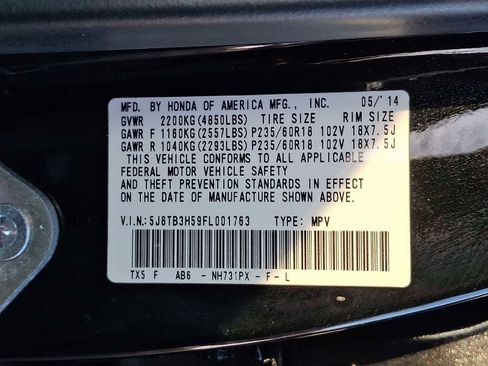 MFD. BY HONDA OF AMERICA MFG., INC. 05/'14
GVWR 2200KG(4850LBS) TIRE SIZE RIM SIZE
GAWR F 1160KG(2557LBS) P235/60R18 102V 18X7.5J
GAWR R 1040KG(2293LBS) P235/60R18 102V 18X7.5J
THIS VEHICLE CONFORMS TO ALL APPLICABLE
FEDERAL MOTOR VEHICLE SAFETY
AND THEFT PREVENTION STANDARDS IN EFFECT
ON THE DATE OF MANUFACTURE SHOWN ABOVE.
V.I.N.:5J8TB3H59FL001763 TYPE: MPV
TX5 F AB6 - NH731PX - F - L